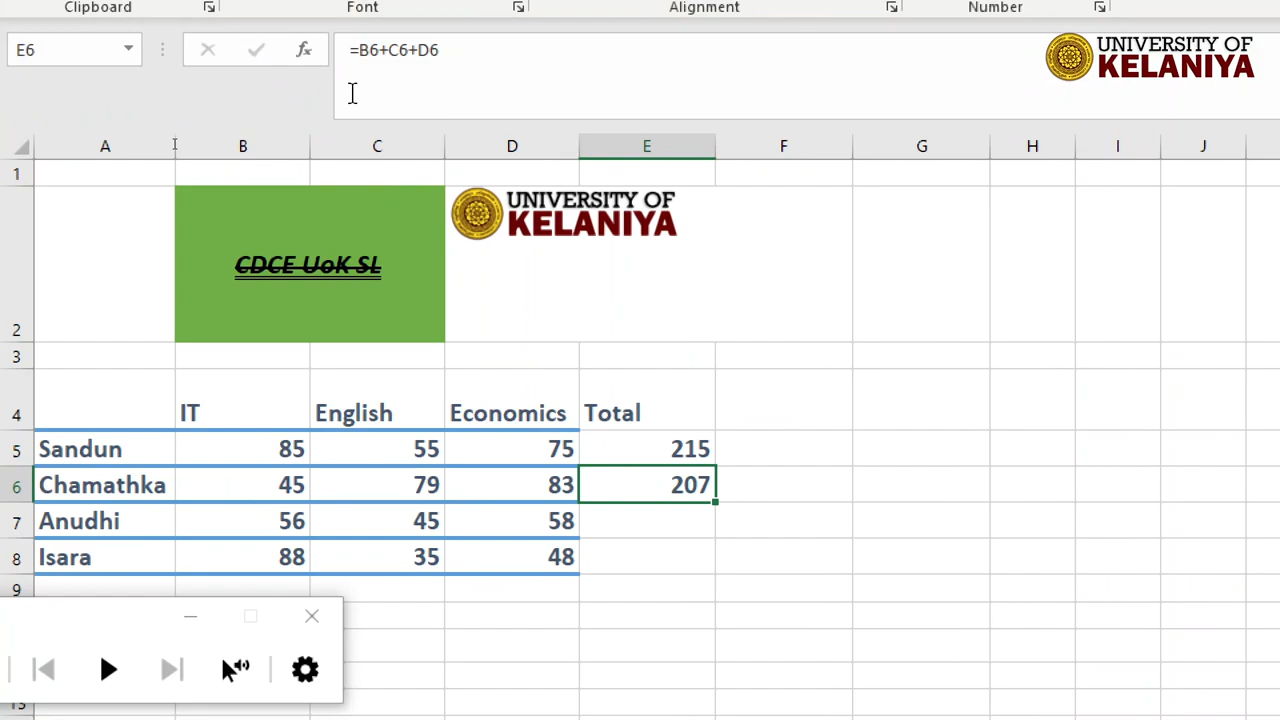 Clipboard Font Alignment Number
E6 fx =B6+C6+D6
UNIVERSITY OF
KELANIYA
A B C D E F G H I J
1
UNIVERSITY OF
KELANIYA
CDCE UoK SL
2
3
4 IT English Economics Total
5 Sandun 85 55 75 215
6 Chamathka 45 79 83 207
7 Anudhi 56 45 58
8 Isara 88 35 48
9
13